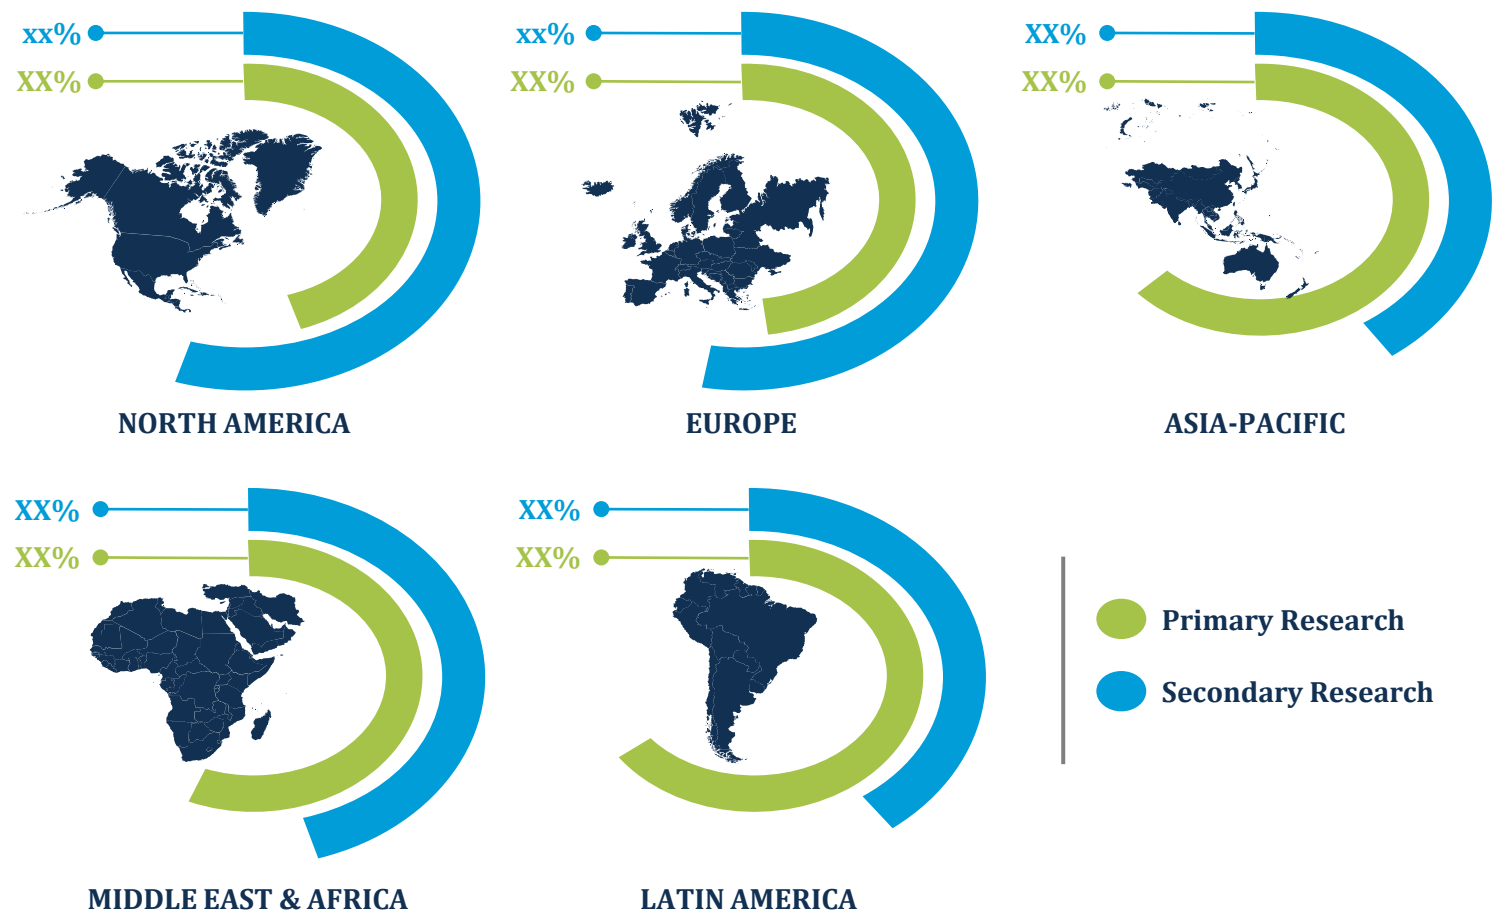 xx%
XX%
NORTH AMERICA
xx%
XX%
EUROPE
XX%
XX%
ASIA-PACIFIC
XX%
XX%
MIDDLE EAST & AFRICA
XX%
XX%
LATIN AMERICA
Primary Research
Secondary Research